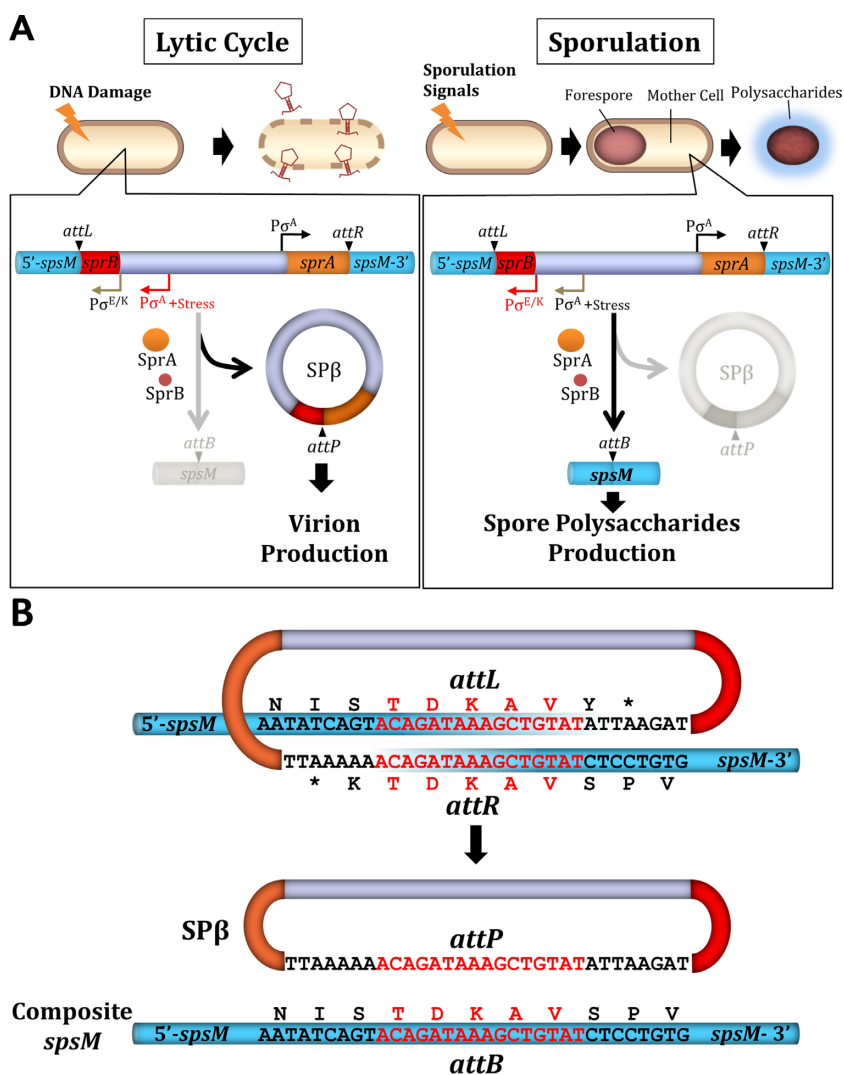 A
Lytic Cycle
Sporulation
DNA Damage
Sporulation
Signals
Forespore
Mother Cell
Polysaccharides
attL
PσA
attR
5'-spsM sprB sprA spsM-3'
PσE/K
PσA +Stress
SprA
SprB
SPβ
attB
attP
spsM
Virion
Production
attL
PσA
attR
5'-spsM sprB sprA spsM-3'
PσE/K
PσA +Stress
SprA
SprB
SPβ
attB
attP
spsM
Spore Polysaccharides
Production
B
attL
N I S T D K A V Y *
5'-spsM AATATCAGTACAGATAAAGCTGTATATTAAGAT
TTAAAAAACAGATAAAGCTGTATCTCCTGTG spsM-3'
* K T D K A V S P V
attR
SPβ
attP
TTAAAAAACAGATAAAGCTGTATATTAAGAT
Composite
spsM
N I S T D K A V S P V
5'-spsM AATATCAGTACAGATAAAGCTGTATCTCCTGTG spsM- 3'
attB